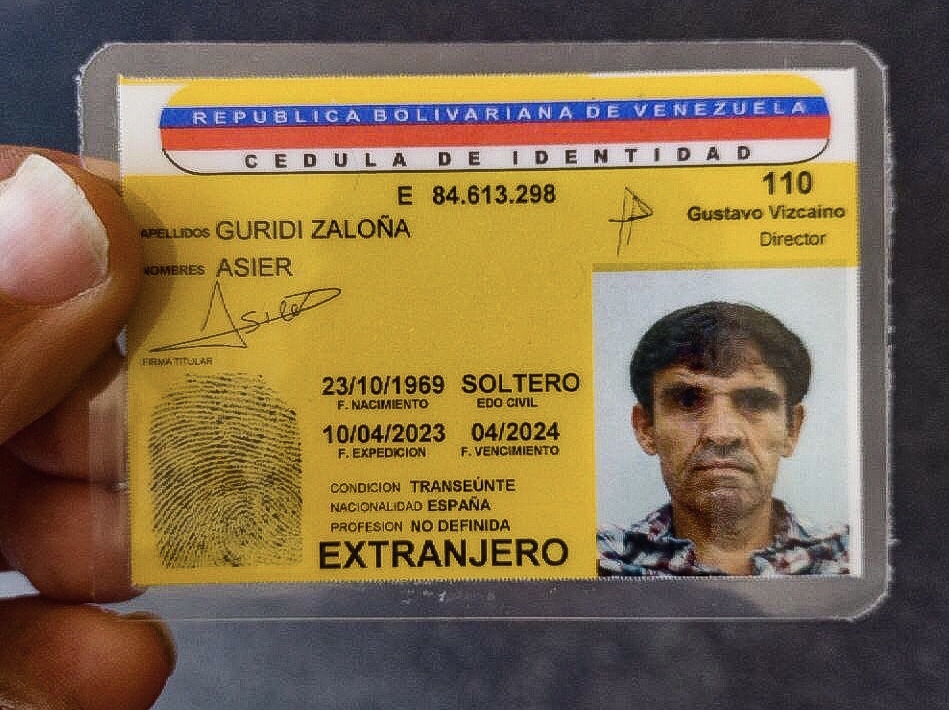 REPUBLICA BOLIVARIANA DE VENEZUELA
CEDULA DE IDENTIDAD
E 84.613.298
110
Gustavo Vizcaino
Director
APELLIDOS GURIDI ZALOÑA
NOMBRES ASIER
Asier
FIRMA TITULAR
23/10/1969 SOLTERO
F. NACIMIENTO EDO CIVIL
10/04/2023 04/2024
F. EXPEDICION F. VENCIMIENTO
CONDICION TRANSEÚNTE
NACIONALIDAD ESPAÑA
PROFESION NO DEFINIDA
EXTRANJERO